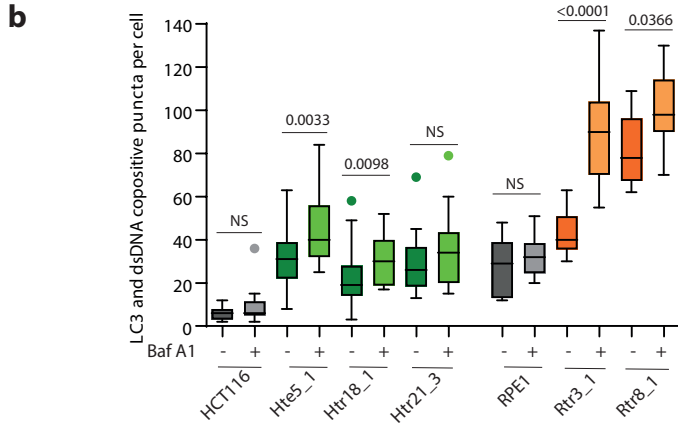 b
LC3 and dsDNA copositive puncta per cell
140
120
100
80
60
40
20
0
NS
0.0033
0.0098
NS
NS
<0.0001
0.0366
Baf A1 - + - + - + - + - + - + - +
HCT116 Hte5_1 Htr18_1 Htr21_3 RPE1 Rtr3_1 Rtr8_1